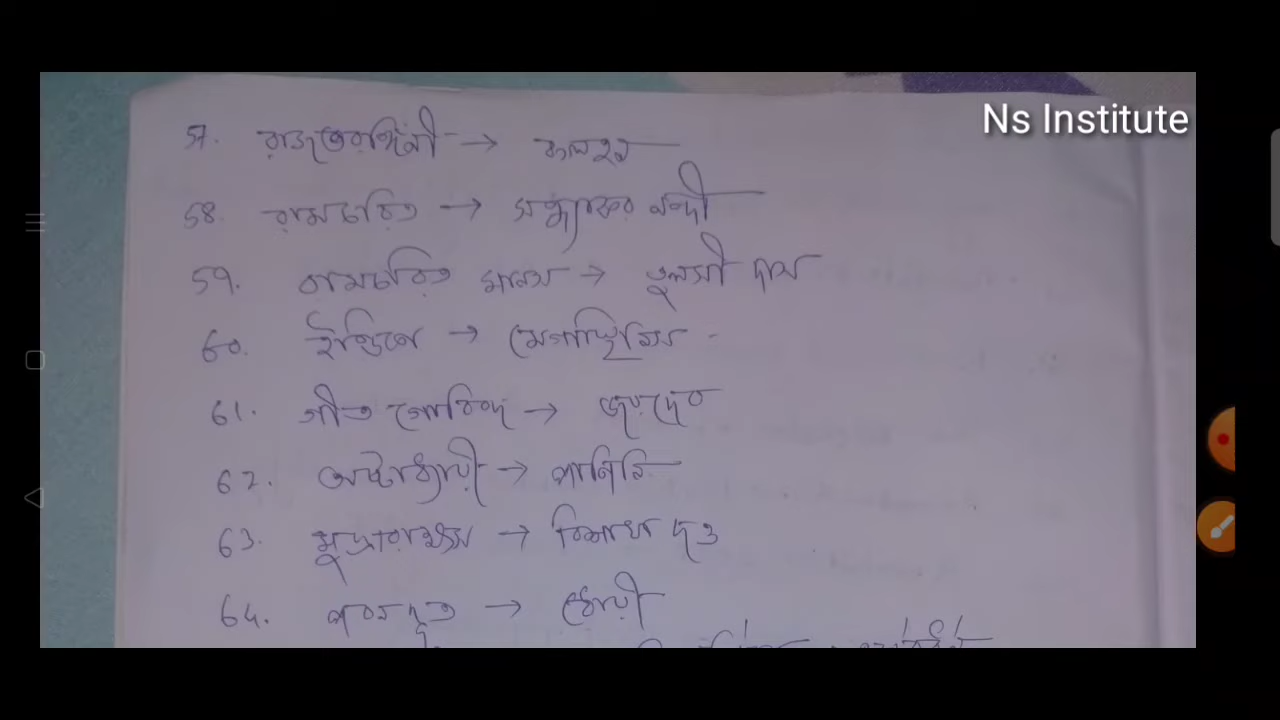 Ns Institute
57. রাজতরঙ্গিনী → কলহন
58. রামচরিত → সন্ধ্যাকর নন্দী
59. রামচরিত মানস → তুলসী দাস
60. ইন্ডিকা → মেগাস্থিনিস
61. গীত গোবিন্দ → জয়দেব
62. অষ্টাধ্যায়ী → পাণিনি
63. মুদ্রারাক্ষস → বিশাখ দত্ত
64. পবনদূত → ধোয়ী